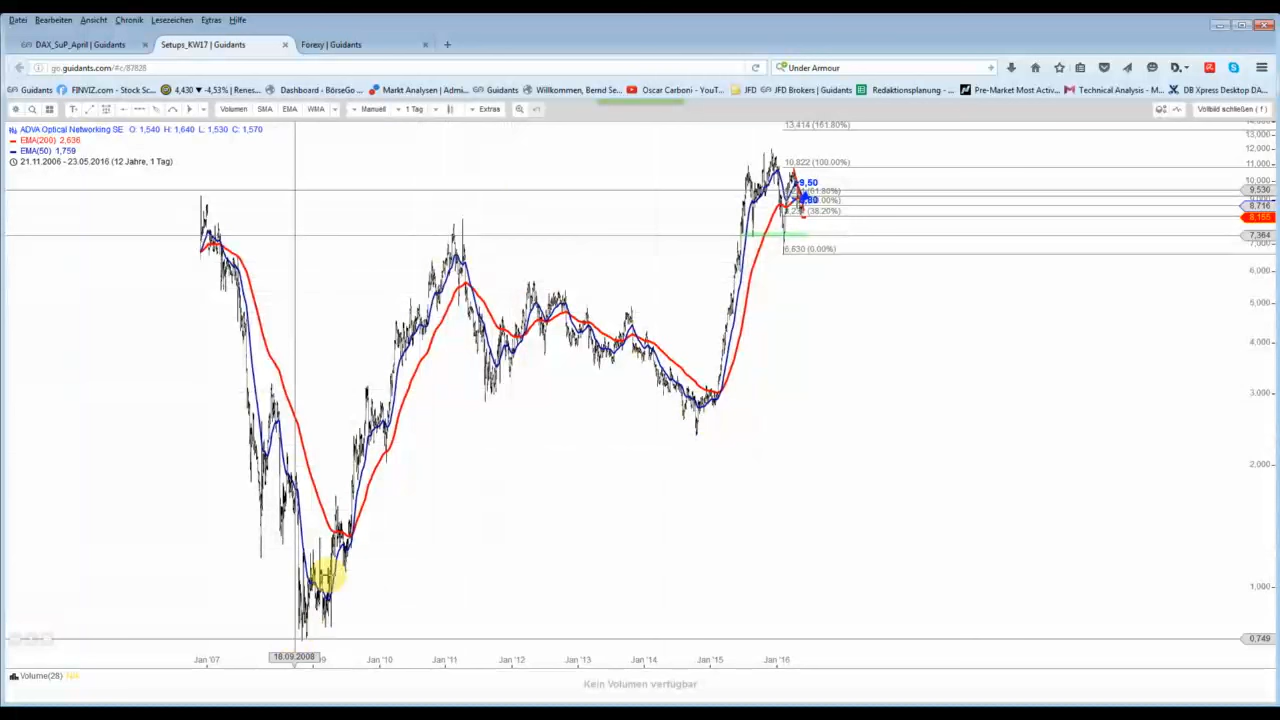 Datei Bearbeiten Ansicht Chronik Lesezeichen Extras Hilfe
DAX_SuP_April | Guidants Setups_KW17 | Guidants Foresy | Guidants
go.guidants.com/#c/87828 Under Armour
Guidants FINVIZ.com - Stock Sc... 4,430 ▼ -4,53% | Renes... Dashboard - BörseGo ... Markt Analysen | Admi... Guidants Willkommen, Bernd Se... Oscar Carboni - YouT... JFD JFD Brokers | Guidants Redaktionsplanung - ... Pre-Market Most Activ... Technical Analysis - M... DB Xpress Desktop DA...
Volumen SMA EMA WMA Manuell 1 Tag Extras Vollbild schließen ( f )
ADVA Optical Networking SE O: 1,540 H: 1,640 L: 1,530 C: 1,570
EMA(200) 2,636
EMA(50) 1,759
21.11.2006 - 23.05.2016 (12 Jahre, 1 Tag)
13,414 (161.80%)
13,000
12,000
10,822 (100.00%)
11,000
10,000
9,50
9,530
8,716
8,155
7,364
7,000
6,630 (0.00%)
6,000
5,000
4,000
3,000
2,000
1,000
0,749
18.09.2008
Jan '07 Jan '10 Jan '11 Jan '12 Jan '13 Jan '14 Jan '15 Jan '16
Volume(28) N/A
Kein Volumen verfügbar